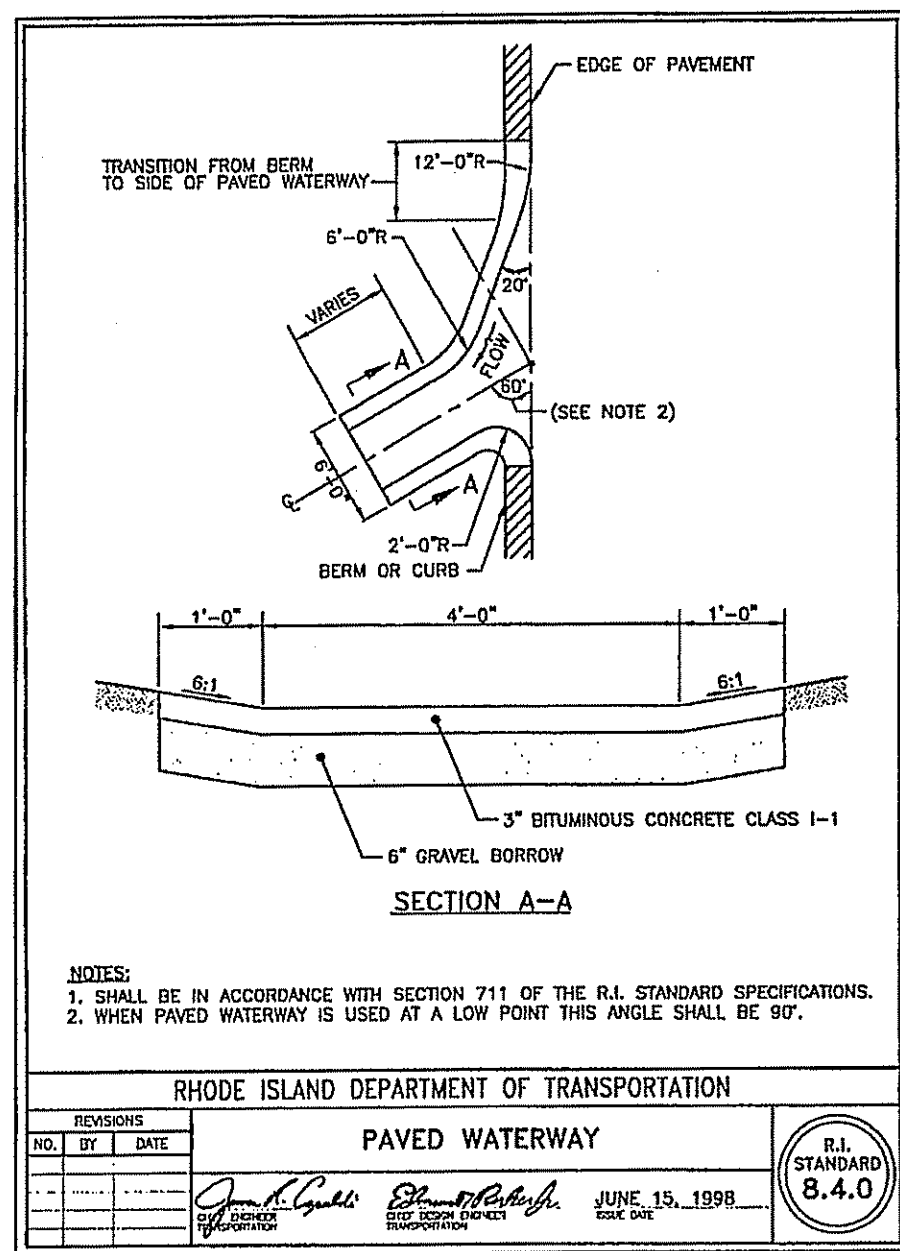 EDGE OF PAVEMENT
TRANSITION FROM BERM
TO SIDE OF PAVED WATERWAY
12'-0"R
6'-0"R
20°
VARIES
A
FLOW
60°
(SEE NOTE 2)
6'-0"
A
℄
2'-0"R
BERM OR CURB
1'-0"
4'-0"
1'-0"
6:1
6:1
3" BITUMINOUS CONCRETE CLASS I-1
6" GRAVEL BORROW
SECTION A-A
NOTES:
1. SHALL BE IN ACCORDANCE WITH SECTION 711 OF THE R.I. STANDARD SPECIFICATIONS.
2. WHEN PAVED WATERWAY IS USED AT A LOW POINT THIS ANGLE SHALL BE 90°.
RHODE ISLAND DEPARTMENT OF TRANSPORTATION
REVISIONS
NO. BY DATE
PAVED WATERWAY
CHIEF ENGINEER
TRANSPORTATION
CHIEF DESIGN ENGINEER
TRANSPORTATION
JUNE 15, 1998
ISSUE DATE
R.I.
STANDARD
8.4.0